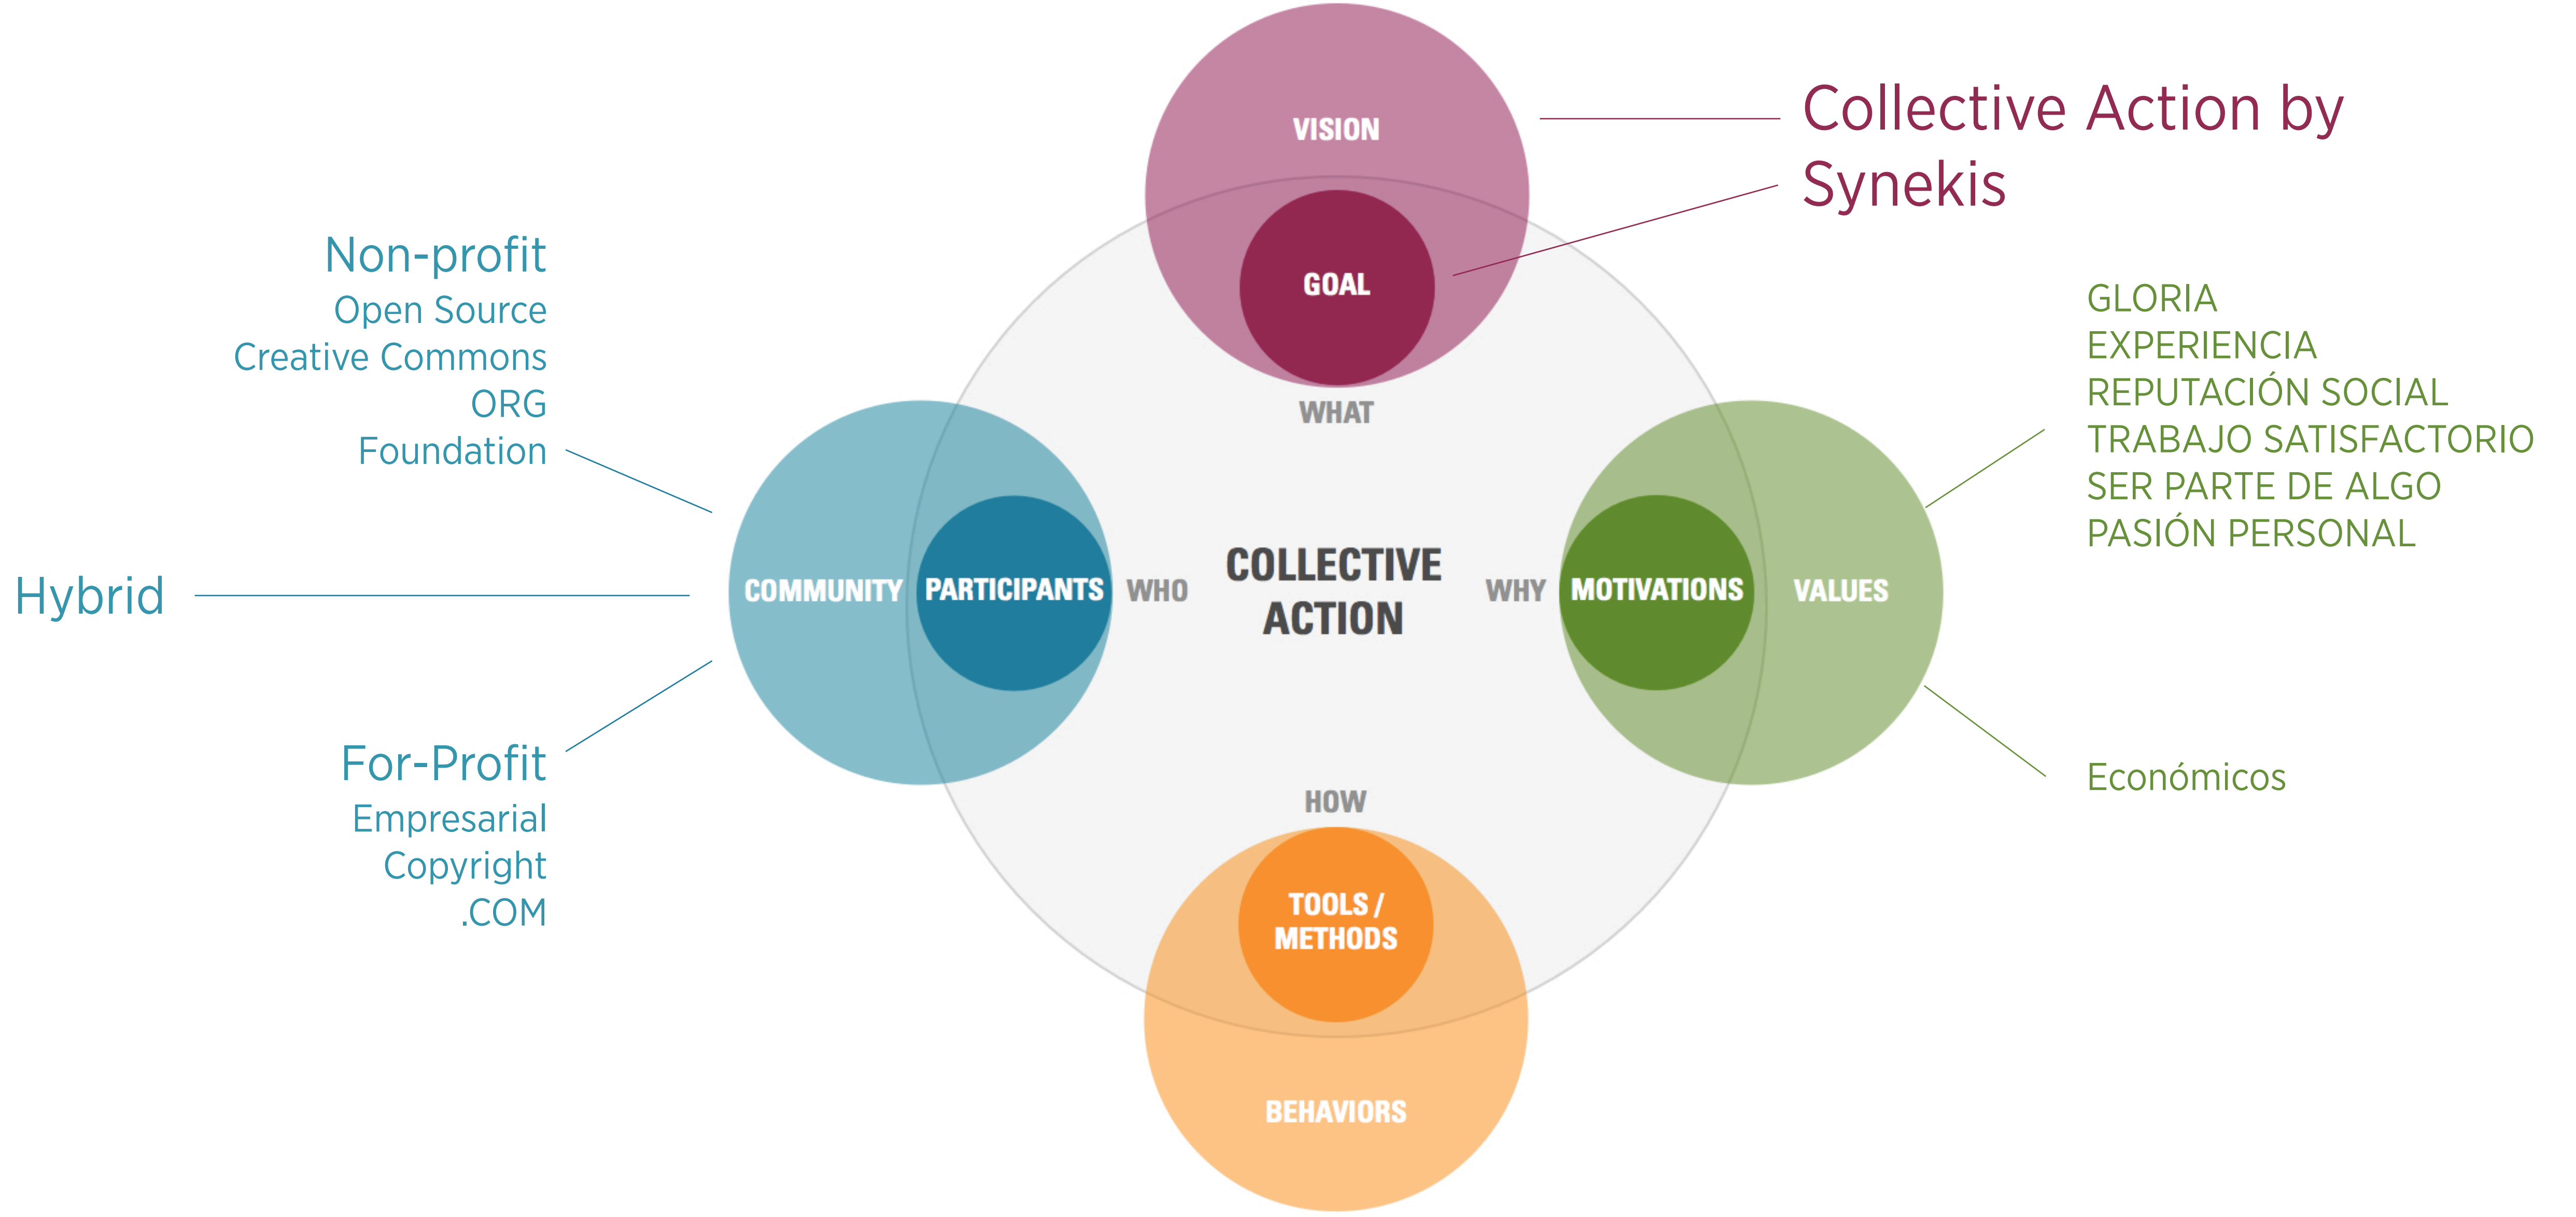 VISION
Collective Action by
Synekis
GOAL
Non-profit
Open Source
Creative Commons
ORG
Foundation
GLORIA
EXPERIENCIA
REPUTACIÓN SOCIAL
TRABAJO SATISFACTORIO
SER PARTE DE ALGO
PASIÓN PERSONAL
WHAT
Hybrid
COMMUNITY
PARTICIPANTS
WHO
COLLECTIVE
ACTION
WHY
MOTIVATIONS
VALUES
For-Profit
Empresarial
Copyright
.COM
Económicos
HOW
TOOLS /
METHODS
BEHAVIORS